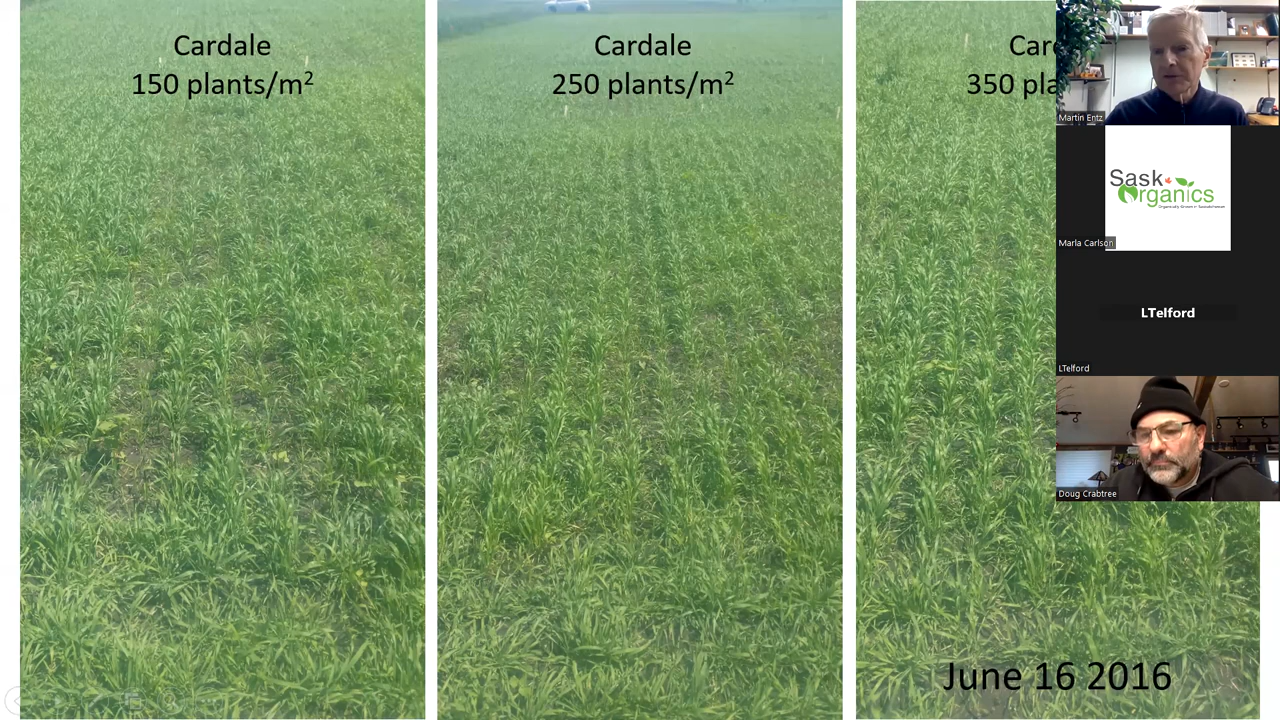 Cardale
150 plants/m²
Cardale
250 plants/m²
Car
350 pla
June 16 2016
Martin Entz
Sask
Organics
Marla Carlson
LTelford
LTelford
Doug Crabtree